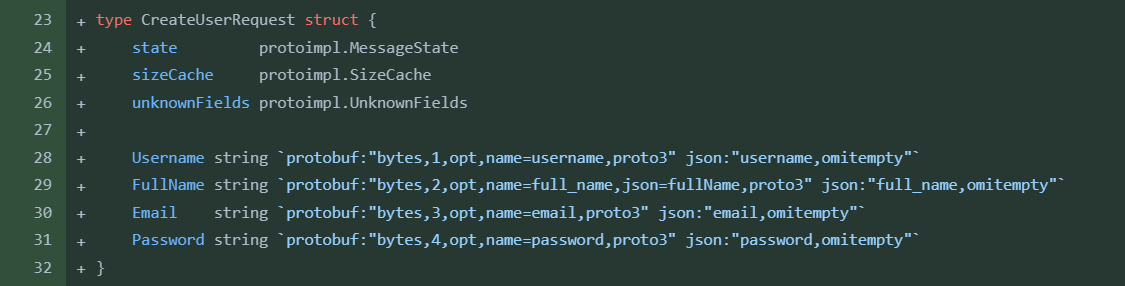 23 + type CreateUserRequest struct {
24 + state protoimpl.MessageState
25 + sizeCache protoimpl.SizeCache
26 + unknownFields protoimpl.UnknownFields
27 +
28 + Username string `protobuf:"bytes,1,opt,name=username,proto3" json:"username,omitempty"`
29 + FullName string `protobuf:"bytes,2,opt,name=full_name,json=fullName,proto3" json:"full_name,omitempty"`
30 + Email string `protobuf:"bytes,3,opt,name=email,proto3" json:"email,omitempty"`
31 + Password string `protobuf:"bytes,4,opt,name=password,proto3" json:"password,omitempty"`
32 + }